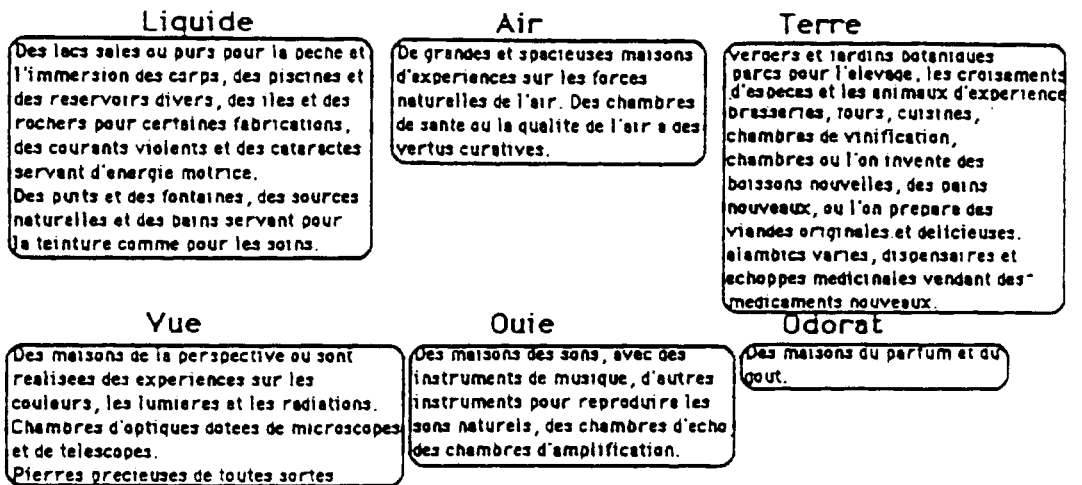 Liquide
Des lacs sales ou purs pour la peche et
l'immersion des carps, des piscines et
des reservoirs divers, des iles et des
rochers pour certaines fabrications,
des courants violents et des cataractes
servant d'energie motrice.
Des puits et des fontaines, des sources
naturelles et des bains servant pour
la teinture comme pour les soins.
Air
De grandes et spacieuses maisons
d'experiences sur les forces
naturelles de l'air. Des chambres
de sante ou la qualite de l'air a des
vertus curatives.
Terre
vergers et jardins botaniques
parcs pour l'elevage, les croisements
d'especes et les animaux d'experience
brasseries, fours, cuisines,
chambres de vinification,
chambres ou l'on invente des
boissons nouvelles, des pains
nouveaux, ou l'on prepare des
viandes originales.et delicieuses.
alambics varies, dispensaires et
echoppes medicinales vendant des
medicaments nouveaux.
Vue
Des maisons de la perspective ou sont
realisees des experiences sur les
couleurs, les lumieres et les radiations.
Chambres d'optiques dotees de microscopes
et de telescopes.
Pierres precieuses de toutes sortes
Ouie
Des maisons des sons, avec des
instruments de musique, d'autres
instruments pour reproduire les
sons naturels, des chambres d'echo
des chambres d'amplification.
Odorat
Des maisons du parfum et du
gout.